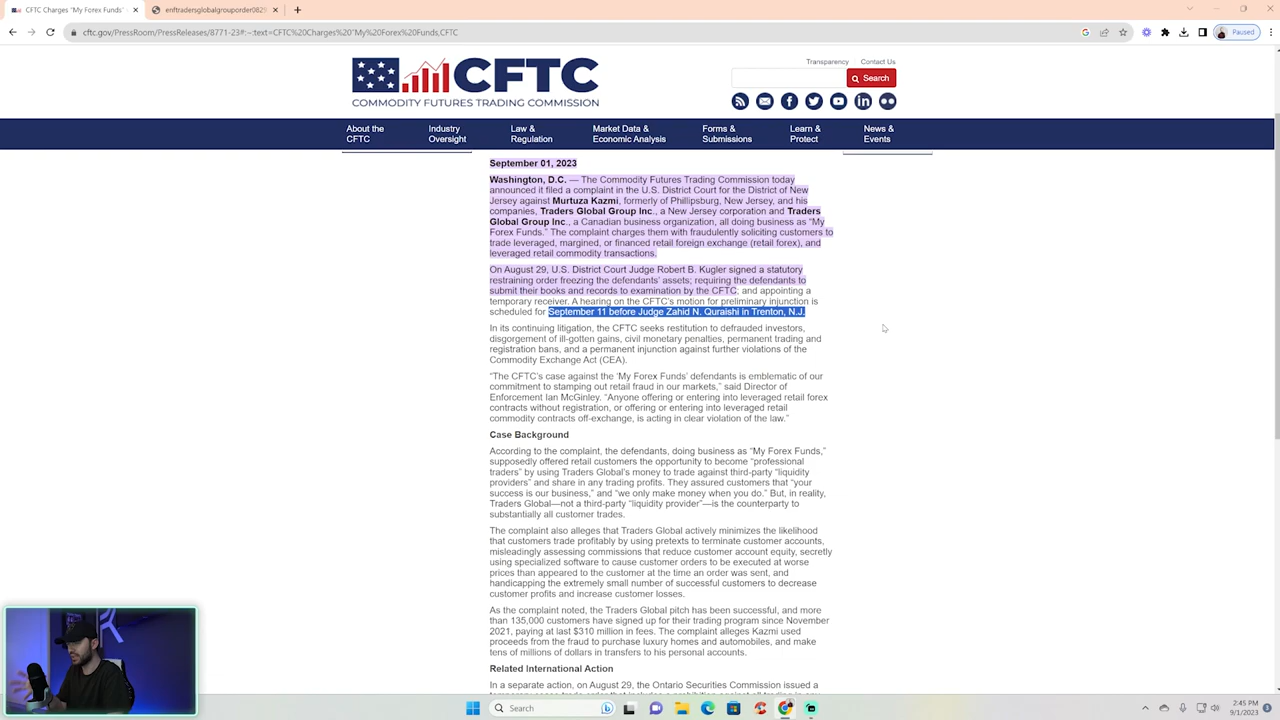 CFTC Charges "My Forex Funds"
enftradersglobalgrouporder0829
cftc.gov/PressRoom/PressReleases/8771-23#:~:text=CFTC%20Charges%20"My%20Forex%20Funds,CFTC
Paused
Transparency Contact Us
CFTC
COMMODITY FUTURES TRADING COMMISSION
Search
About the CFTC
Industry Oversight
Law & Regulation
Market Data & Economic Analysis
Forms & Submissions
Learn & Protect
News & Events
September 01, 2023
Washington, D.C. — The Commodity Futures Trading Commission today
announced it filed a complaint in the U.S. District Court for the District of New
Jersey against Murtuza Kazmi, formerly of Phillipsburg, New Jersey, and his
companies, Traders Global Group Inc., a New Jersey corporation and Traders
Global Group Inc., a Canadian business organization, all doing business as “My
Forex Funds.” The complaint charges them with fraudulently soliciting customers to
trade leveraged, margined, or financed retail foreign exchange (retail forex), and
leveraged retail commodity transactions.
On August 29, U.S. District Court Judge Robert B. Kugler signed a statutory
restraining order freezing the defendants’ assets; requiring the defendants to
submit their books and records to examination by the CFTC; and appointing a
temporary receiver. A hearing on the CFTC’s motion for preliminary injunction is
scheduled for September 11 before Judge Zahid N. Quraishi in Trenton, N.J.
In its continuing litigation, the CFTC seeks restitution to defrauded investors,
disgorgement of ill-gotten gains, civil monetary penalties, permanent trading and
registration bans, and a permanent injunction against further violations of the
Commodity Exchange Act (CEA).
“The CFTC’s case against the ‘My Forex Funds’ defendants is emblematic of our
commitment to stamping out retail fraud in our markets,” said Director of
Enforcement Ian McGinley. “Anyone offering or entering into leveraged retail forex
contracts without registration, or offering or entering into leveraged retail
commodity contracts off-exchange, is acting in clear violation of the law.”
Case Background
According to the complaint, the defendants, doing business as “My Forex Funds,”
supposedly offered retail customers the opportunity to become “professional
traders” by using Traders Global’s money to trade against third-party “liquidity
providers” and share in any trading profits. They assured customers that “your
success is our business,” and “we only make money when you do.” But, in reality,
Traders Global—not a third-party “liquidity provider”—is the counterparty to
substantially all customer trades.
The complaint also alleges that Traders Global actively minimizes the likelihood
that customers trade profitably by using pretexts to terminate customer accounts,
misleadingly assessing commissions that reduce customer account equity, secretly
using specialized software to cause customer orders to be executed at worse
prices than appeared to the customer at the time an order was sent, and
handicapping the extremely small number of successful customers to decrease
customer profits and increase customer losses.
As the complaint noted, the Traders Global pitch has been successful, and more
than 135,000 customers have signed up for their trading program since November
2021, paying at last $310 million in fees. The complaint alleges Kazmi used
proceeds from the fraud to purchase luxury homes and automobiles, and make
tens of millions of dollars in transfers to his personal accounts.
Related International Action
In a separate action, on August 29, the Ontario Securities Commission issued a
Search
2:45 PM
9/1/2023